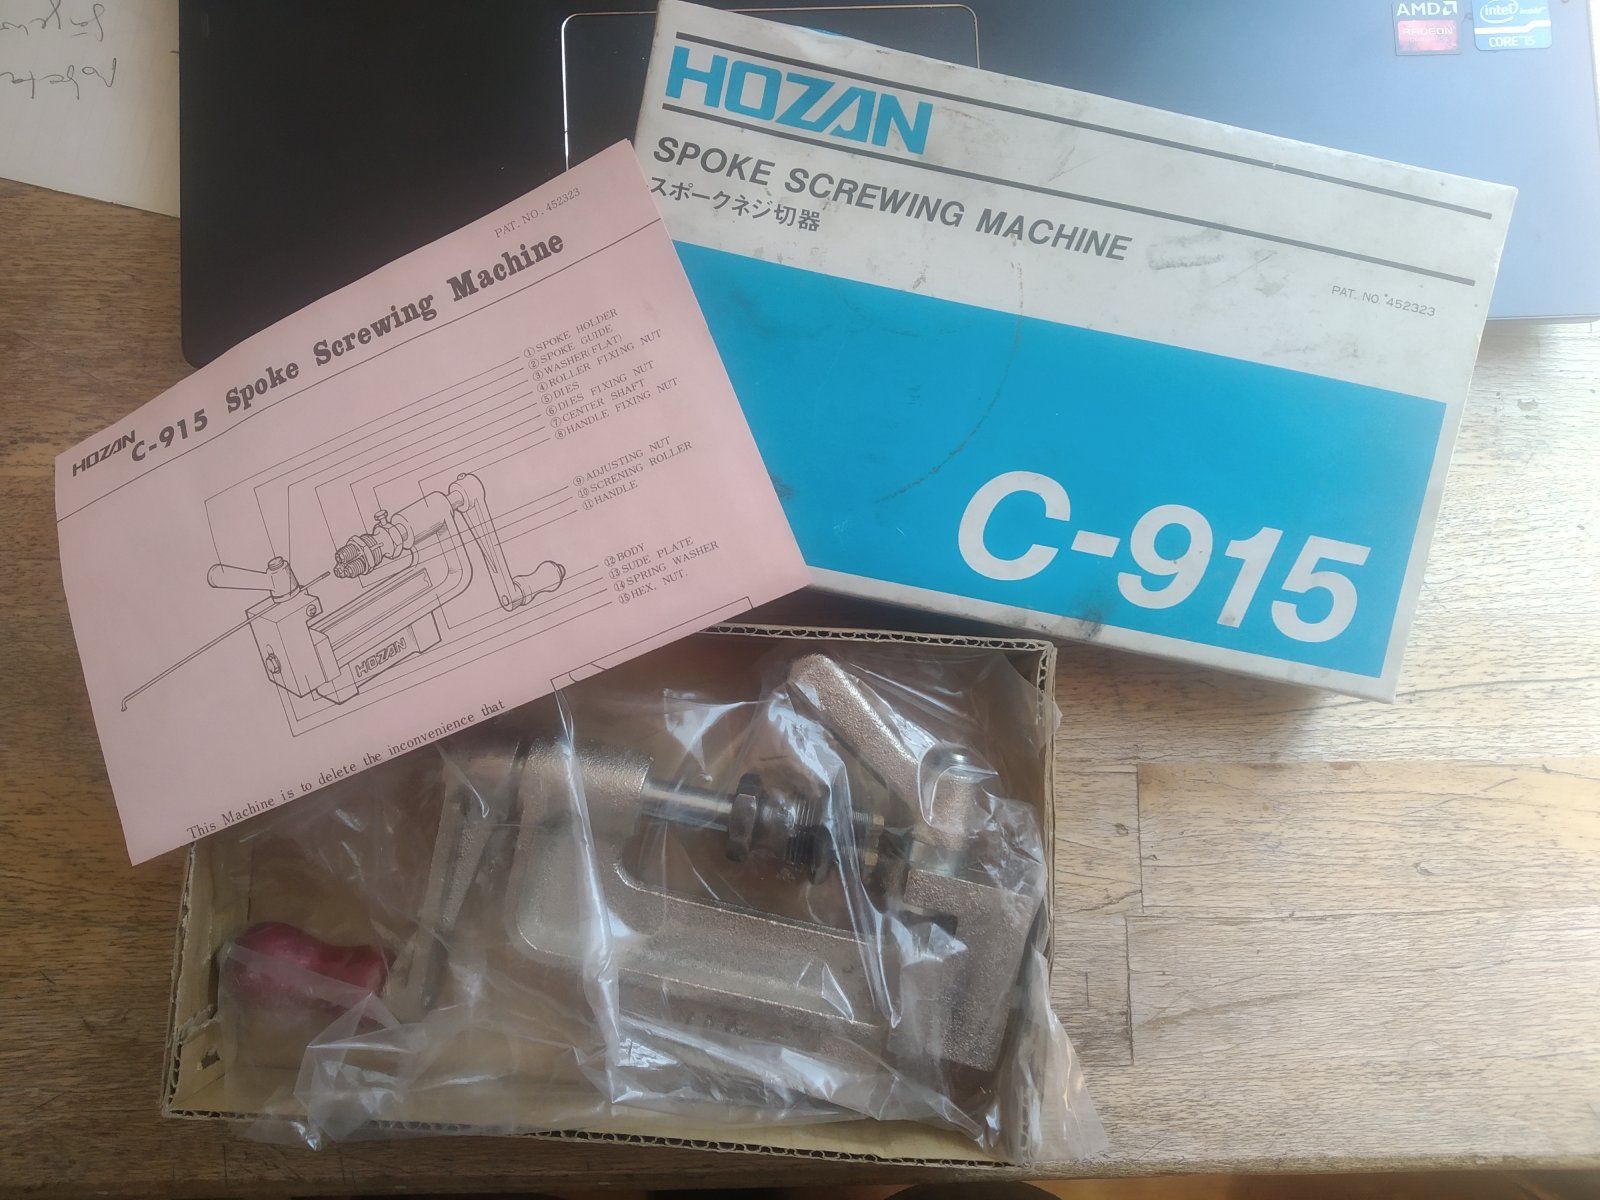 AMD
RADEON
intel inside
CORE i5
HOZAN
SPOKE SCREWING MACHINE
スポークネジ切器
PAT. NO. 452323
C-915
PAT. NO. 452323
HOZAN C-915 Spoke Screwing Machine
①SPOKE HOLDER
②SPOKE GUIDE
③WASHER(FLAT)
④ROLLER FIXING NUT
⑤DIES
⑥DIES FIXING NUT
⑦CENTER SHAFT
⑧HANDLE FIXING NUT
⑨ADJUSTING NUT
⑩SCRENING ROLLER
⑪HANDLE
⑫BODY
⑬SUDE PLATE
⑭SPRING WASHER
⑮HEX. NUT.
HOZAN
This Machine is to delete the inconvenience that